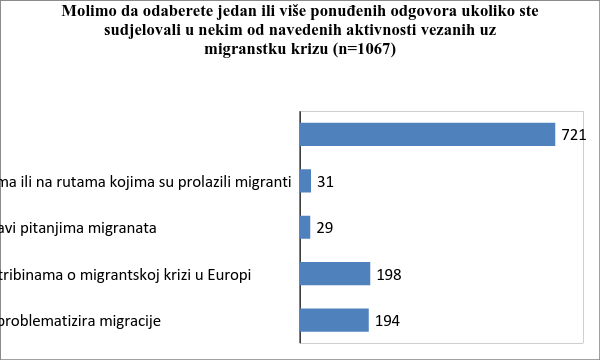 Molimo da odaberete jedan ili više ponuđenih odgovora ukoliko ste
sudjelovali u nekim od navedenih aktivnosti vezanih uz
migranstku krizu (n=1067)
721
ma ili na rutama kojima su prolazili migranti 31
avi pitanjima migranata 29
tribinama o migrantskoj krizi u Europi 198
problematizira migracije 194